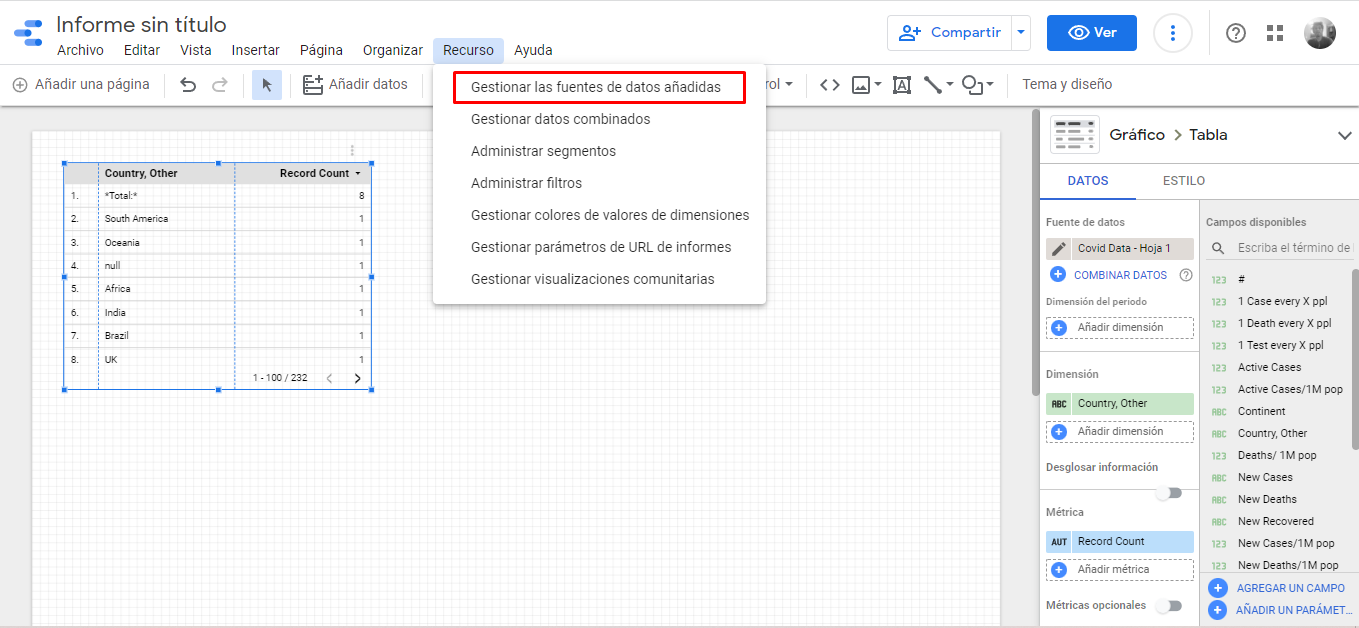 Informe sin título
Archivo Editar Vista Insertar Página Organizar Recurso Ayuda
Compartir
Ver
Añadir una página
Añadir datos
rol
Tema y diseño
Gestionar las fuentes de datos añadidas
Gestionar datos combinados
Administrar segmentos
Administrar filtros
Gestionar colores de valores de dimensiones
Gestionar parámetros de URL de informes
Gestionar visualizaciones comunitarias
Country, Other Record Count
1. *Total:* 8
2. South America 1
3. Oceania 1
4. null 1
5. Africa 1
6. India 1
7. Brazil 1
8. UK 1
1 - 100 / 232
Gráfico > Tabla
DATOS ESTILO
Fuente de datos
Covid Data - Hoja 1
COMBINAR DATOS
Dimensión del periodo
Añadir dimensión
Dimensión
ABC Country, Other
Añadir dimensión
Desglosar información
Métrica
AUT Record Count
Añadir métrica
Métricas opcionales
Campos disponibles
Escriba el término de
123 #
123 1 Case every X ppl
123 1 Death every X ppl
123 1 Test every X ppl
123 Active Cases
123 Active Cases/1M pop
ABC Continent
ABC Country, Other
123 Deaths/ 1M pop
ABC New Cases
ABC New Deaths
ABC New Recovered
123 New Cases/1M pop
123 New Deaths/1M pop
AGREGAR UN CAMPO
AÑADIR UN PARÁMET...